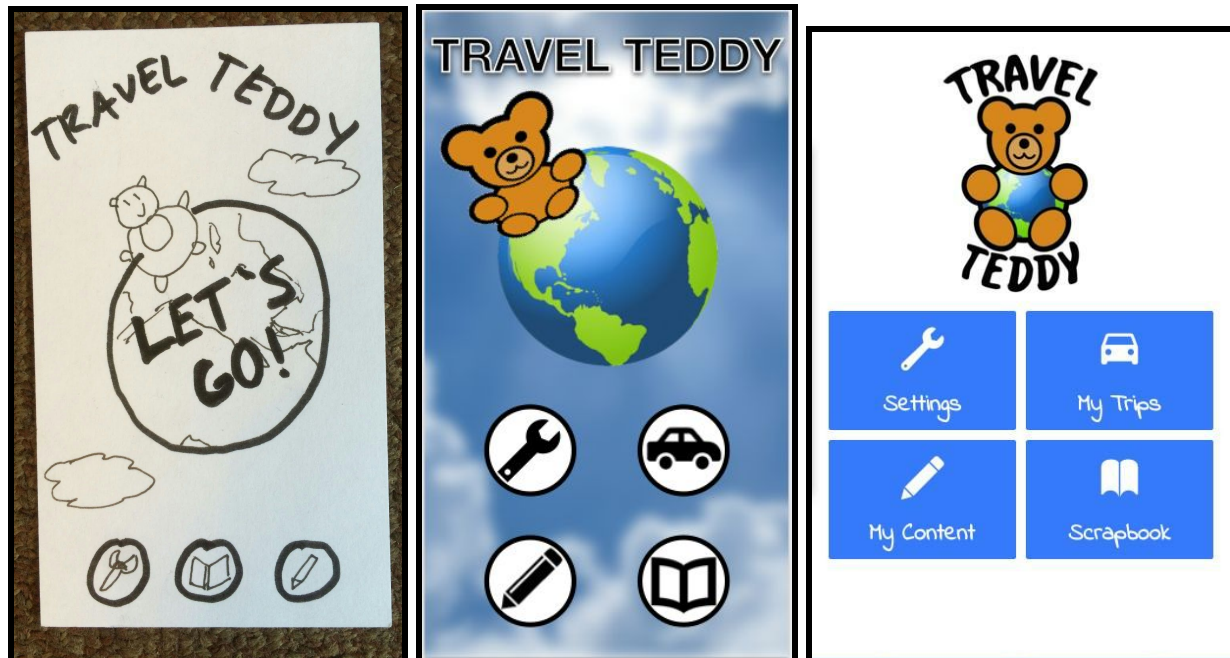 TRAVEL TEDDY
LET'S
GO!
TRAVEL TEDDY
TRAVEL
TEDDY
Settings
My Trips
My Content
Scrapbook